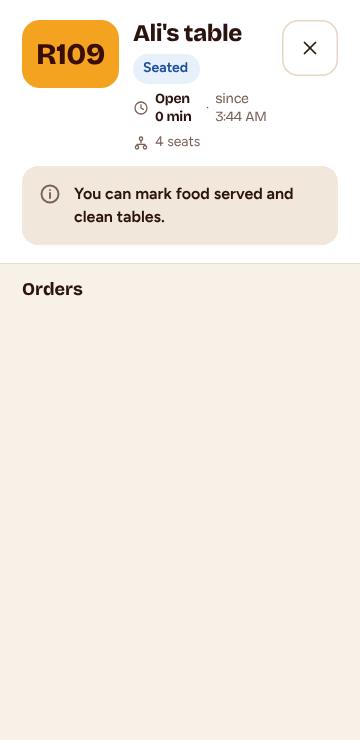 R109
Ali's table
Seated
Open
0 min
·
since
3:44 AM
4 seats
You can mark food served and
clean tables.
Orders